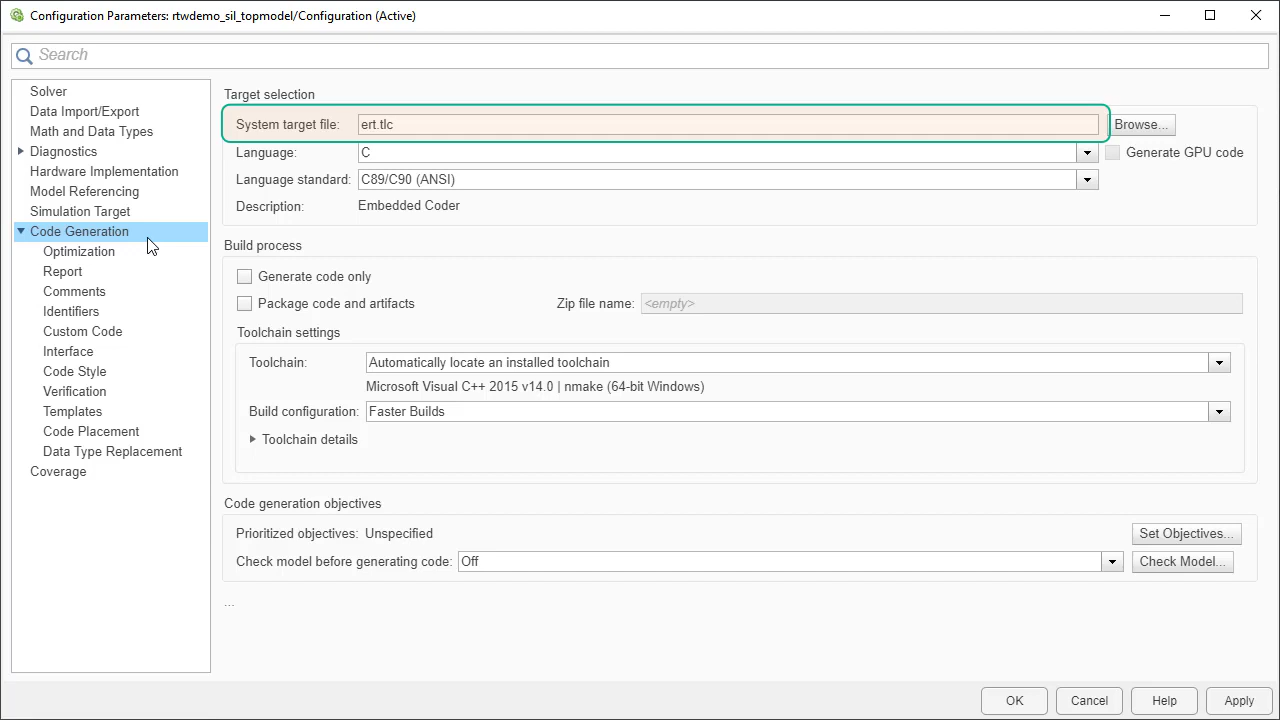 Configuration Parameters: rtwdemo_sil_topmodel/Configuration (Active)
Search
Solver
Data Import/Export
Math and Data Types
Diagnostics
Hardware Implementation
Model Referencing
Simulation Target
Code Generation
Optimization
Report
Comments
Identifiers
Custom Code
Interface
Code Style
Verification
Templates
Code Placement
Data Type Replacement
Coverage
Target selection
System target file: ert.tlc Browse...
Language: C Generate GPU code
Language standard: C89/C90 (ANSI)
Description: Embedded Coder
Build process
Generate code only
Package code and artifacts Zip file name: <empty>
Toolchain settings
Toolchain: Automatically locate an installed toolchain
Microsoft Visual C++ 2015 v14.0 | nmake (64-bit Windows)
Build configuration: Faster Builds
Toolchain details
Code generation objectives
Prioritized objectives: Unspecified Set Objectives...
Check model before generating code: Off Check Model...
...
OK Cancel Help Apply